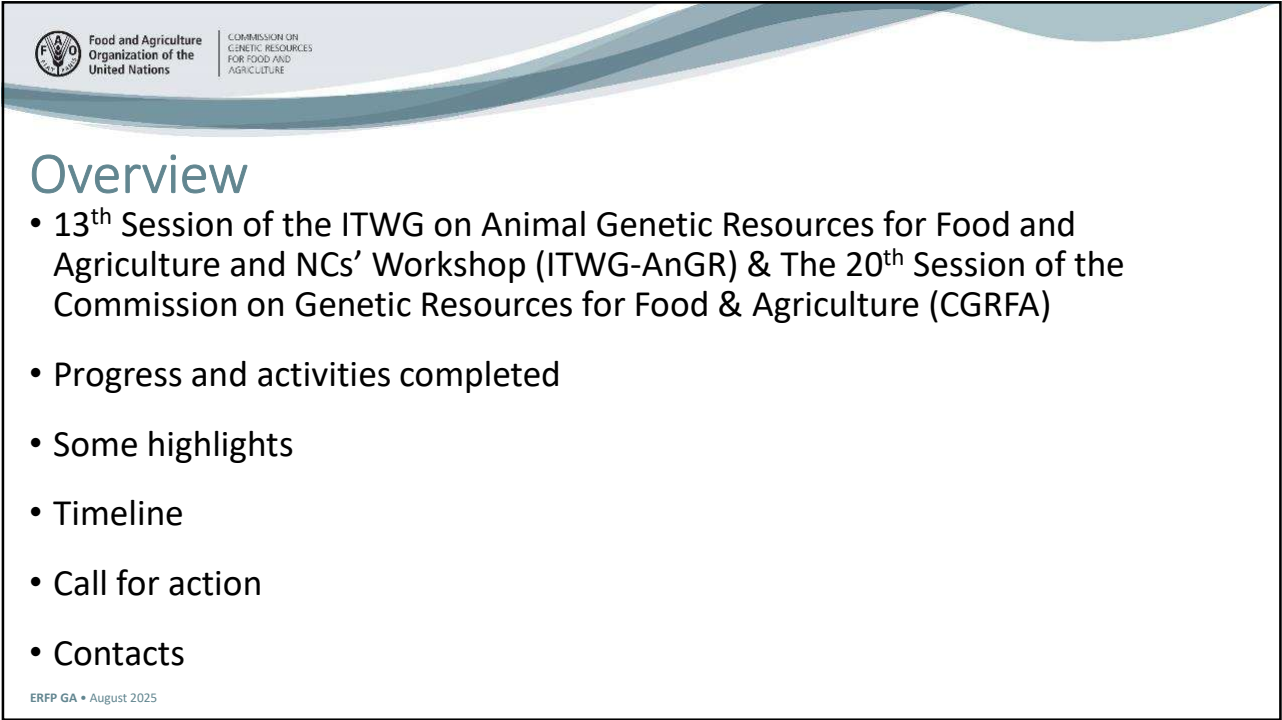 Food and Agriculture
Organization of the
United Nations
COMMISSION ON
GENETIC RESOURCES
FOR FOOD AND
AGRICULTURE
Overview
• 13th Session of the ITWG on Animal Genetic Resources for Food and
Agriculture and NCs’ Workshop (ITWG-AnGR) & The 20th Session of the
Commission on Genetic Resources for Food & Agriculture (CGRFA)
• Progress and activities completed
• Some highlights
• Timeline
• Call for action
• Contacts
ERFP GA • August 2025